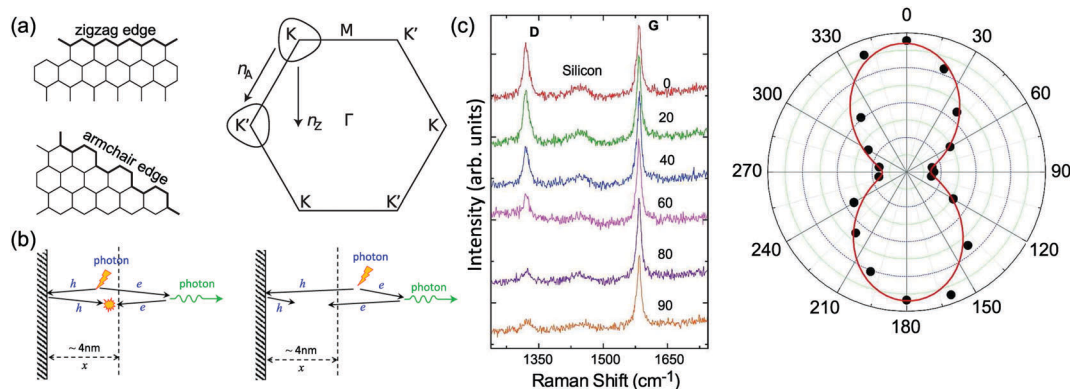 (a)
zigzag edge
armchair edge
K
M
K'
n_A
K'
n_Z
Γ
K
K
K'
(b)
photon
h
e
photon
h
e
~ 4nm
x
photon
h
e
photon
h
e
~ 4nm
x
(c)
D
G
Silicon
0
20
40
60
80
90
Intensity (arb. units)
1350
1500
1650
Raman Shift (cm⁻¹)
0
330
30
300
60
270
90
240
120
210
150
180